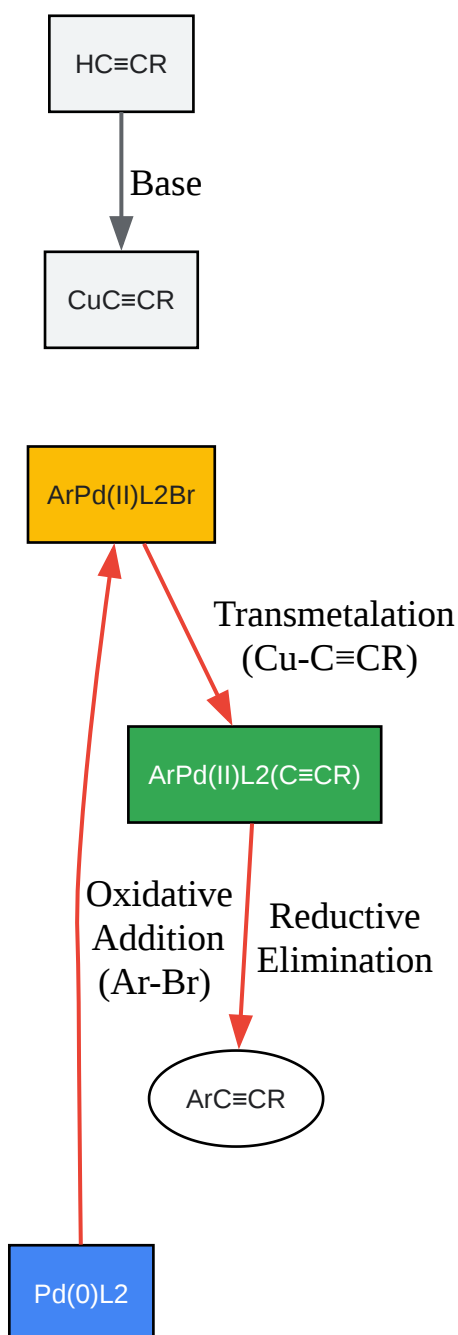 HC≡CR
Base
CuC≡CR
ArPd(II)L2Br
Transmetalation
(Cu-C≡CR)
ArPd(II)L2(C≡CR)
Oxidative
Addition
(Ar-Br)
Reductive
Elimination
ArC≡CR
Pd(0)L2